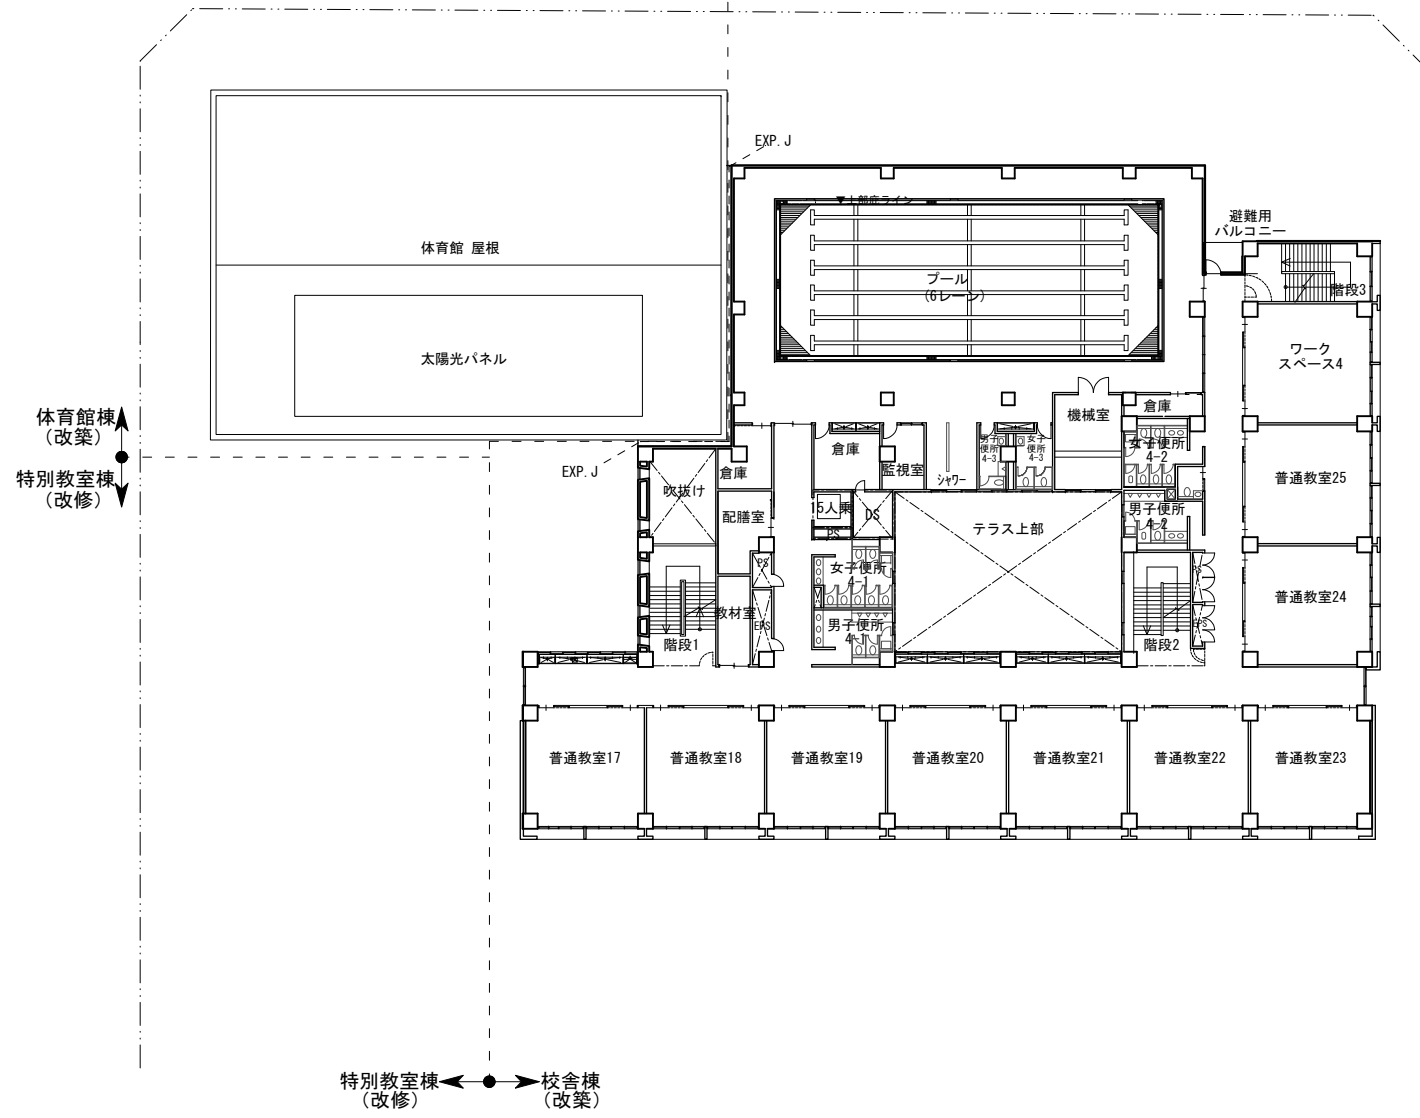 EXP.J
▼上部庇ライン
避難用
バルコニー
体育館 屋根
プール
(6レーン)
階段3
太陽光パネル
ワーク
スペース4
体育館棟
(改築)
特別教室棟
(改修)
EXP.J
機械室
倉庫
倉庫
倉庫
監視室
シャワー
男子
便所
4-3
女子
便所
4-3
女子便所
4-2
普通教室25
吹抜け
配膳室
15人乗
DS
PS
テラス上部
男子便所
4-2
PS
女子便所
4-1
PS
普通教室24
教材室
EPS
男子便所
4-1
EPS
階段1
階段2
普通教室17
普通教室18
普通教室19
普通教室20
普通教室21
普通教室22
普通教室23
特別教室棟
(改修)
校舎棟
(改築)